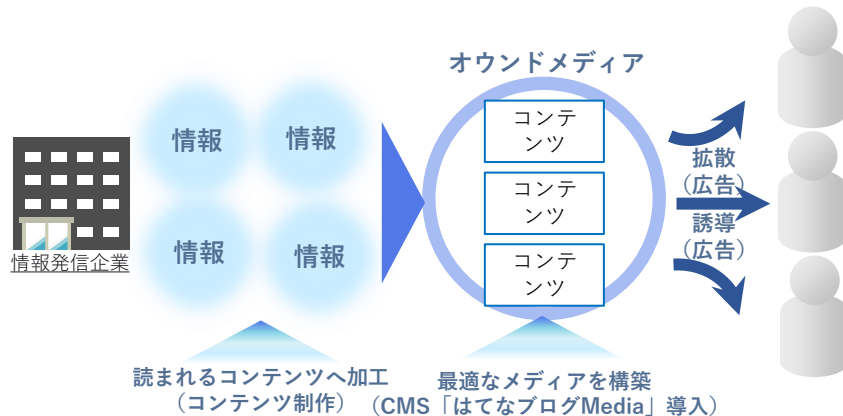 オウンドメディア
情報
情報
情報
情報
情報発信企業
コンテ
ンツ
コンテ
ンツ
コンテ
ンツ
拡散
（広告）
誘導
（広告）
読まれるコンテンツへ加工
（コンテンツ制作）
最適なメディアを構築
（CMS「はてなブログMedia」導入）